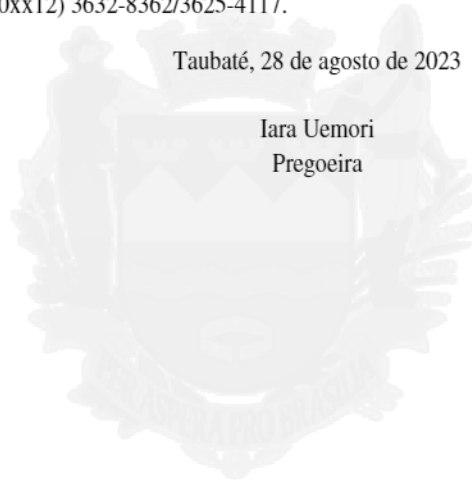 0xx12) 3632-8362/3625-4117.
Taubaté, 28 de agosto de 2023
Iara Uemori
Pregoeira
PER ASPERA PRO BRASILIA